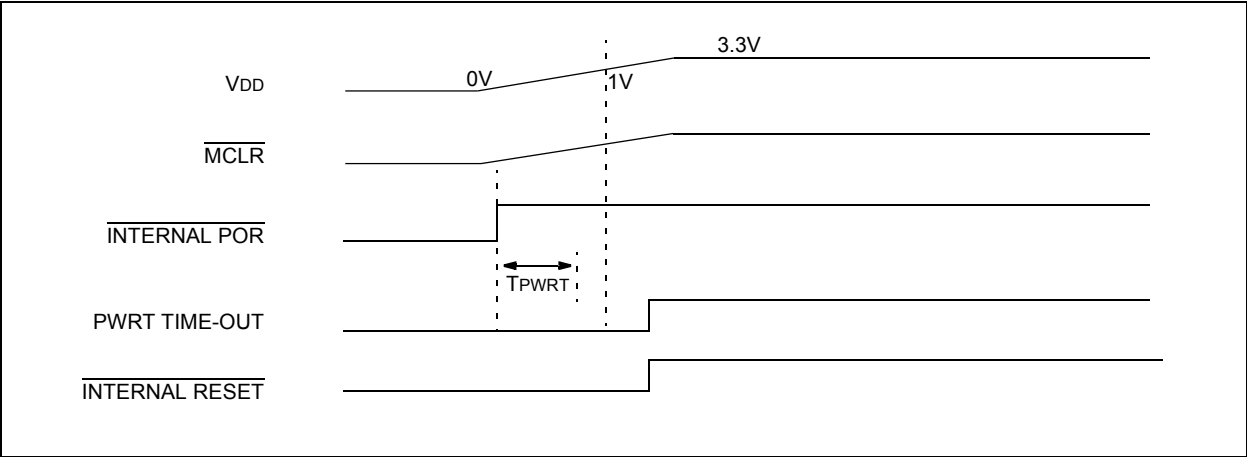 3.3V
VDD 0V 1V
MCLR
INTERNAL POR
TPWRT
PWRT TIME-OUT
INTERNAL RESET